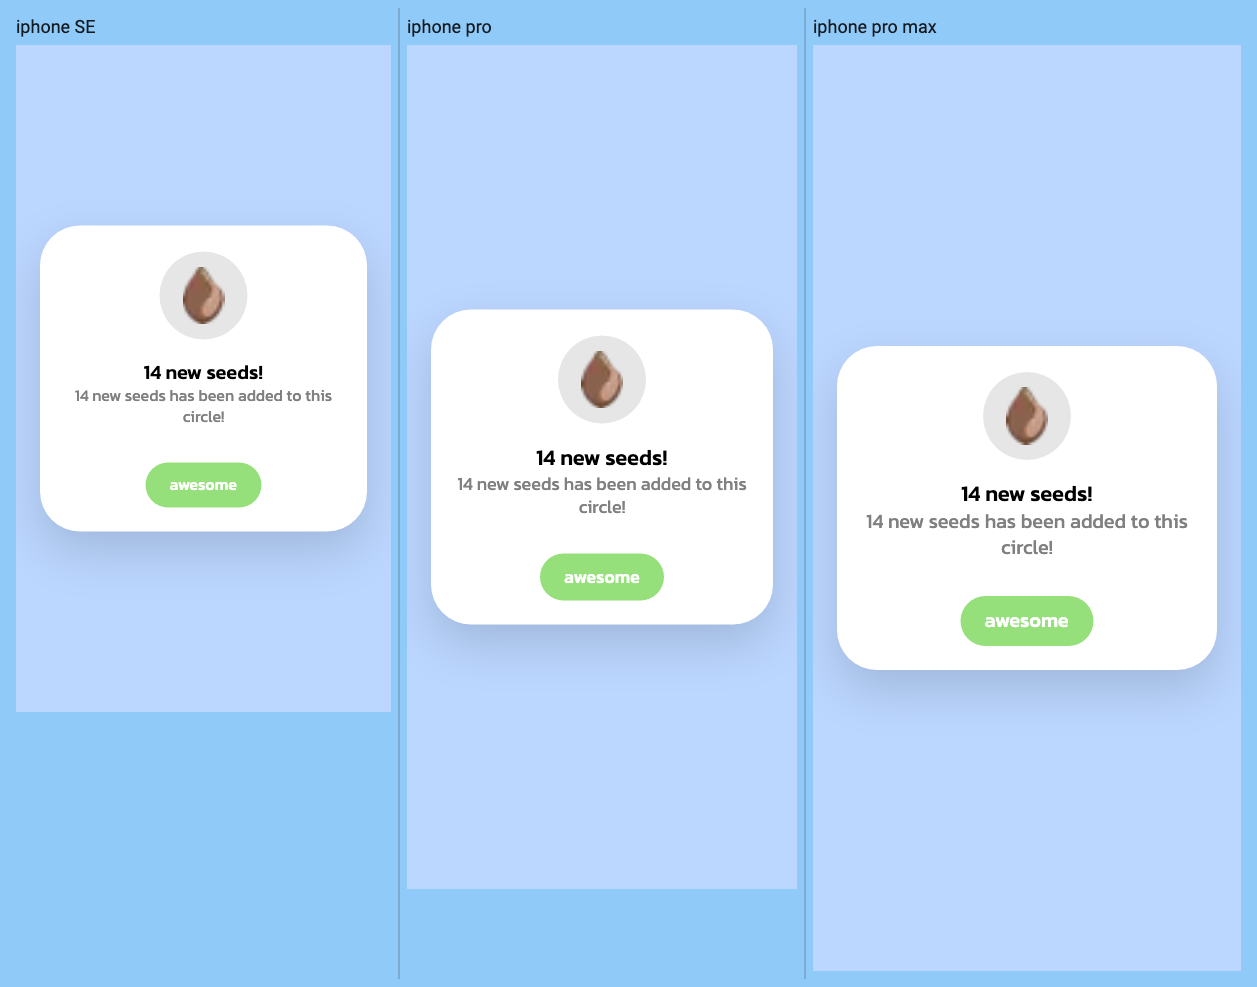 iphone SE
14 new seeds!
14 new seeds has been added to this
circle!
awesome
iphone pro
14 new seeds!
14 new seeds has been added to this
circle!
awesome
iphone pro max
14 new seeds!
14 new seeds has been added to this
circle!
awesome